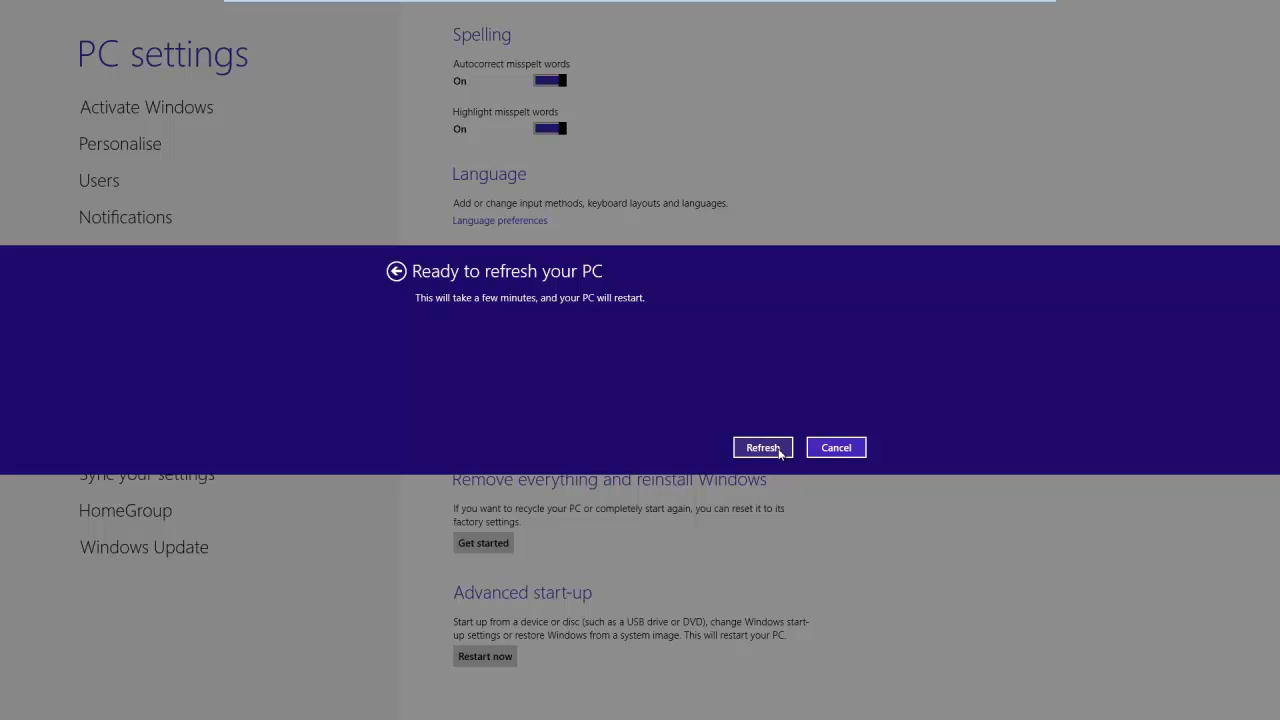 PC settings
Activate Windows
Personalise
Users
Notifications
Spelling
Autocorrect misspelt words
On
Highlight misspelt words
On
Language
Add or change input methods, keyboard layouts and languages.
Language preferences
Ready to refresh your PC
This will take a few minutes, and your PC will restart.
Refresh
Cancel
Sync your settings
HomeGroup
Windows Update
Remove everything and reinstall Windows
If you want to recycle your PC or completely start again, you can reset it to its
factory settings.
Get started
Advanced start-up
Start up from a device or disc (such as a USB drive or DVD), change Windows start-
up settings or restore Windows from a system image. This will restart your PC.
Restart now